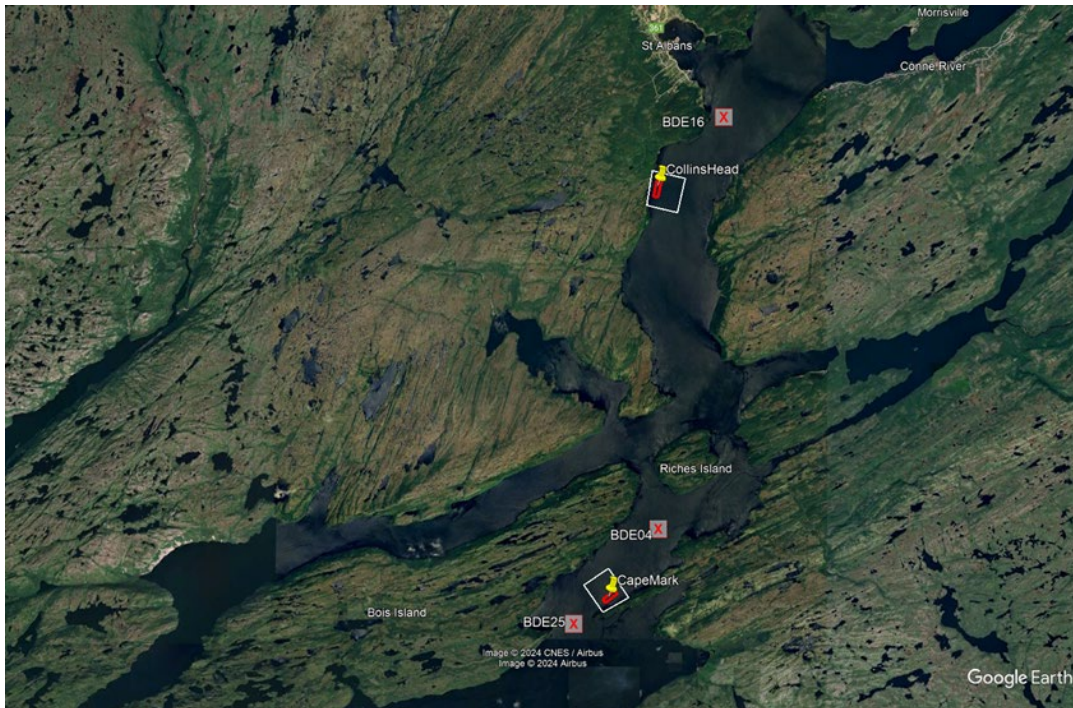 Morrisville
361
St Albans
Conne River
BDE16
X
CollinsHead
Riches Island
BDE04
X
CapeMark
Bois Island
BDE25
X
Image © 2024 CNES / Airbus
Image © 2024 Airbus
Google Earth